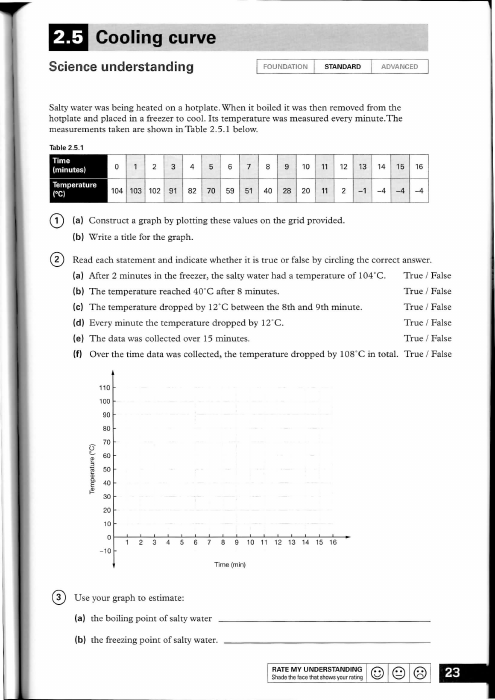 2.5 Cooling curve
Science understanding
FOUNDATION STANDARD ADVANCED
Salty water was being heated on a hotplate. When it boiled it was then removed from the
hotplate and placed in a freezer to cool. Its temperature was measured every minute.The
measurements taken are shown in Table 2.5.1 below.
Table 2.5.1
Time (minutes) 0 1 2 3 4 5 6 7 8 9 10 11 12 13 14 15 16
Temperature (°C) 104 103 102 91 82 70 59 51 40 28 20 11 2 –1 –4 –4 –4
1 (a) Construct a graph by plotting these values on the grid provided.
(b) Write a title for the graph.
2 Read each statement and indicate whether it is true or false by circling the correct answer.
(a) After 2 minutes in the freezer, the salty water had a temperature of 104°C. True / False
(b) The temperature reached 40°C after 8 minutes. True / False
(c) The temperature dropped by 12°C between the 8th and 9th minute. True / False
(d) Every minute the temperature dropped by 12°C. True / False
(e) The data was collected over 15 minutes. True / False
(f) Over the time data was collected, the temperature dropped by 108°C in total. True / False
110
100
90
80
70
60
50
40
30
20
10
0
–10
Temperature (°C)
1 2 3 4 5 6 7 8 9 10 11 12 13 14 15 16
Time (min)
3 Use your graph to estimate:
(a) the boiling point of salty water
(b) the freezing point of salty water.
RATE MY UNDERSTANDING
Shade the face that shows your rating
23